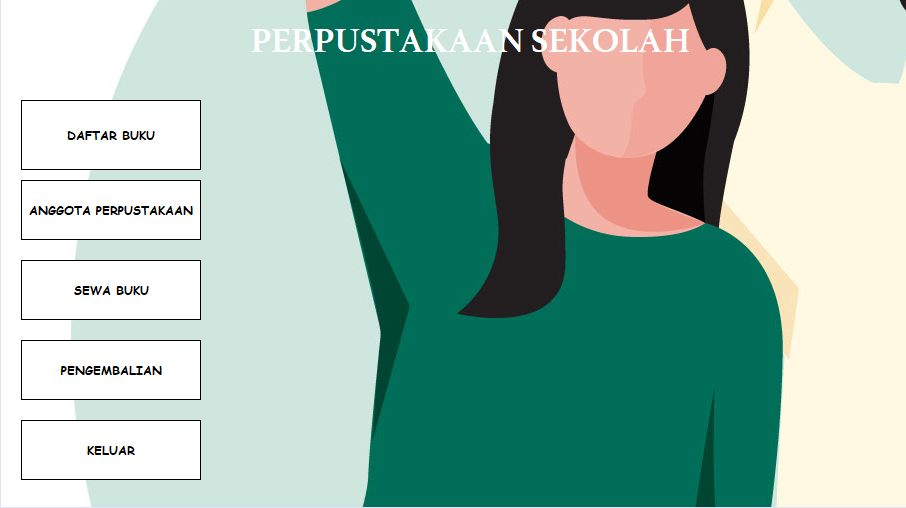 PERPUSTAKAAN SEKOLAH
DAFTAR BUKU
ANGGOTA PERPUSTAKAAN
SEWA BUKU
PENGEMBALIAN
KELUAR